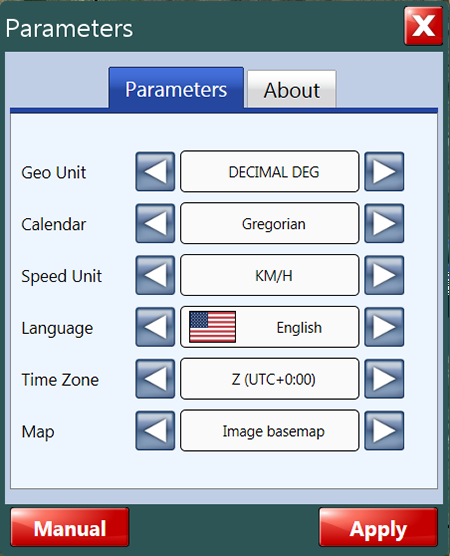 Parameters
X
Parameters About
Geo Unit DECIMAL DEG
Calendar Gregorian
Speed Unit KM/H
Language English
Time Zone Z (UTC+0:00)
Map Image basemap
Manual Apply